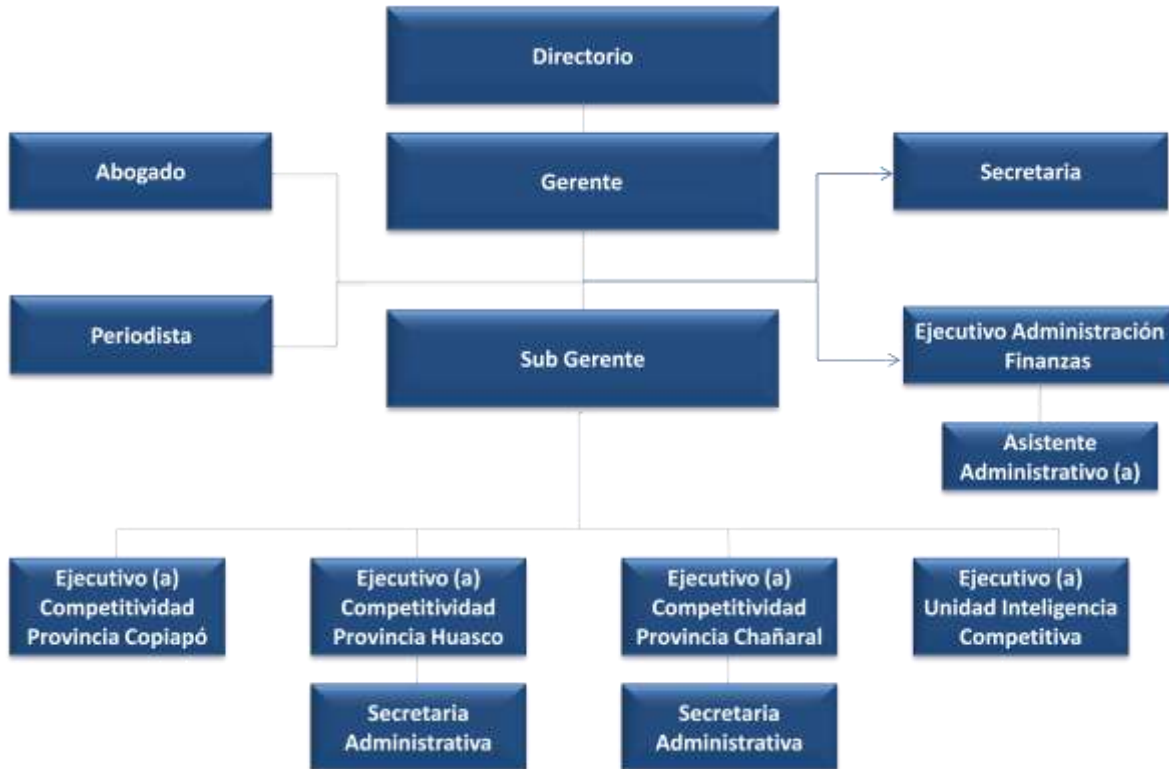 Directorio
Abogado
Gerente
Secretaria
Periodista
Sub Gerente
Ejecutivo Administración
Finanzas
Asistente
Administrativo (a)
Ejecutivo (a)
Competitividad
Provincia Copiapó
Ejecutivo (a)
Competitividad
Provincia Huasco
Ejecutivo (a)
Competitividad
Provincia Chañaral
Ejecutivo (a)
Unidad Inteligencia
Competitiva
Secretaria
Administrativa
Secretaria
Administrativa